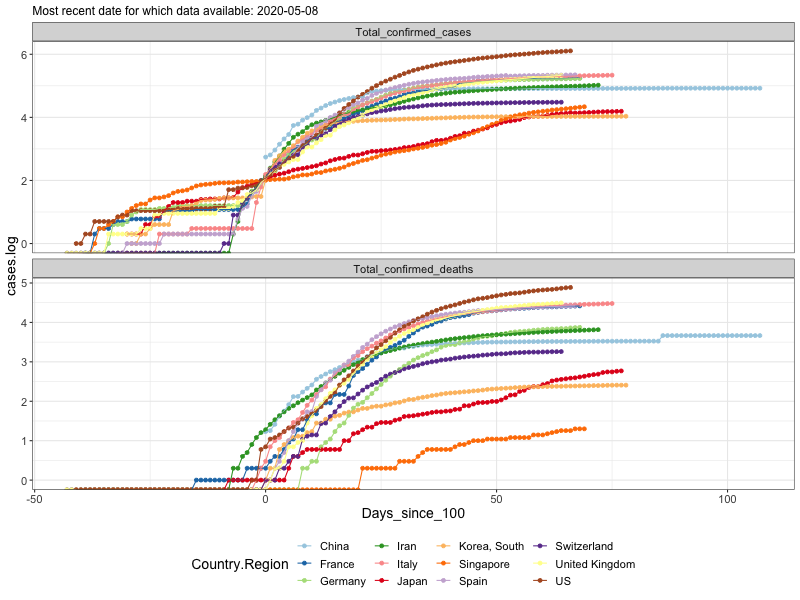 Most recent date for which data available: 2020-05-08
Total_confirmed_cases
6
4
2
0
cases.log
Total_confirmed_deaths
5
4
3
2
1
0
-50 0 50 100
Days_since_100
Country.Region
China Iran Korea, South Switzerland
France Italy Singapore United Kingdom
Germany Japan Spain US